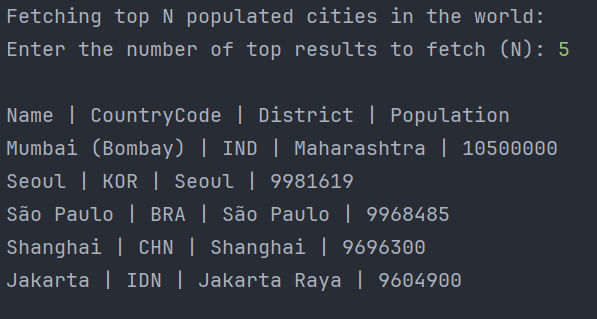 Fetching top N populated cities in the world:
Enter the number of top results to fetch (N): 5
Name | CountryCode | District | Population
Mumbai (Bombay) | IND | Maharashtra | 10500000
Seoul | KOR | Seoul | 9981619
São Paulo | BRA | São Paulo | 9968485
Shanghai | CHN | Shanghai | 9696300
Jakarta | IDN | Jakarta Raya | 9604900